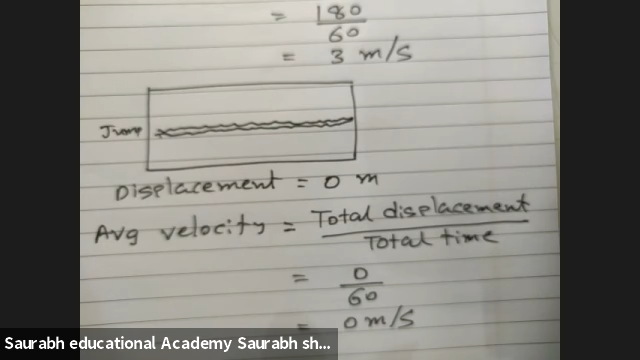 = 180
60
= 3 m/s
Jump
Displacement = 0 m
Avg velocity = Total displacement
Total time
= 0
60
= 0 m/s
Saurabh educational Academy Saurabh sh...